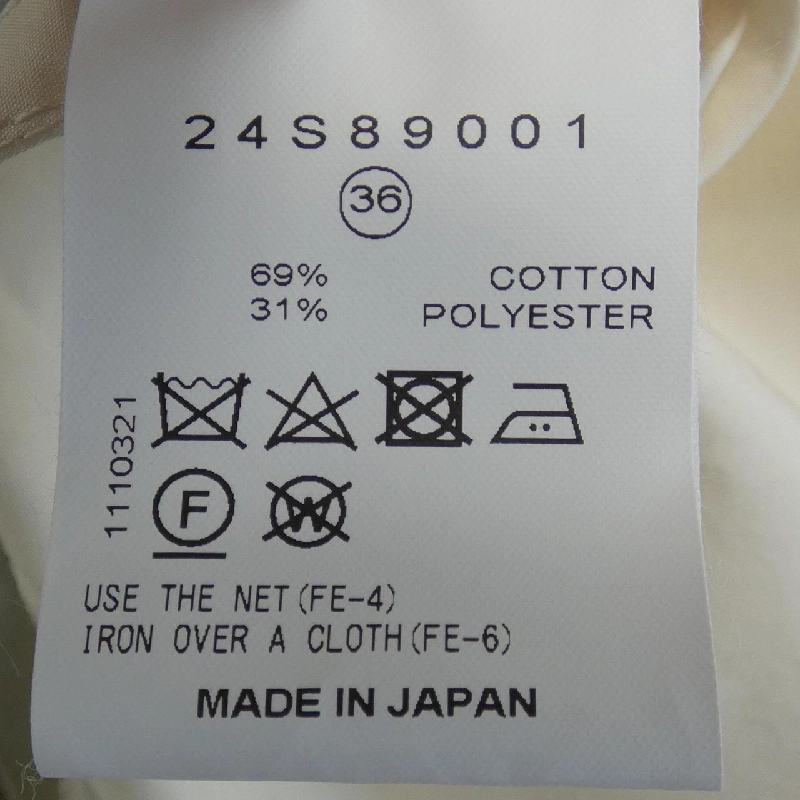 24S89001
36
69% COTTON
31% POLYESTER
1110321
F W
USE THE NET(FE-4)
IRON OVER A CLOTH(FE-6)
MADE IN JAPAN